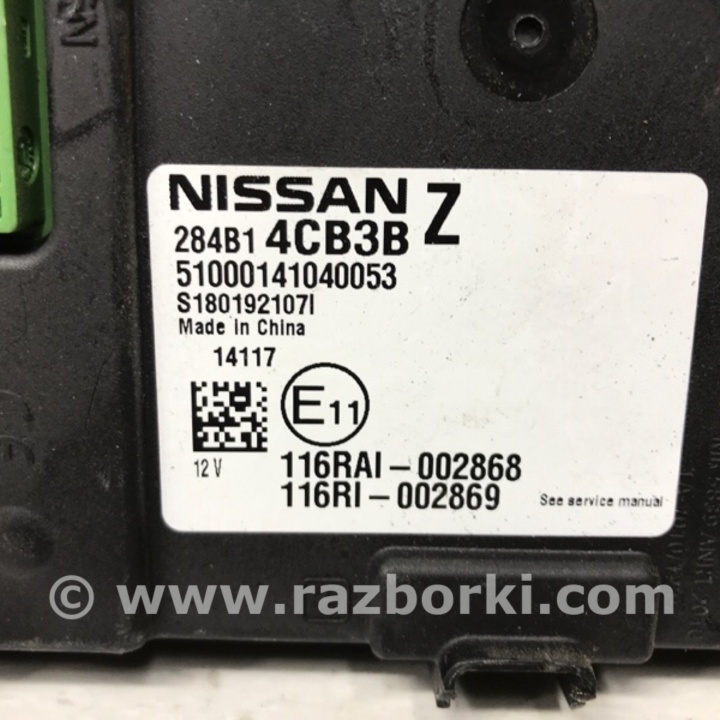 NISSAN Z
284B1 4CB3B
51000141040053
S180192107I
Made in China
14117
E11
12 V
116RAI-002868
116RI-002869
See service manual
© www.razborki.com